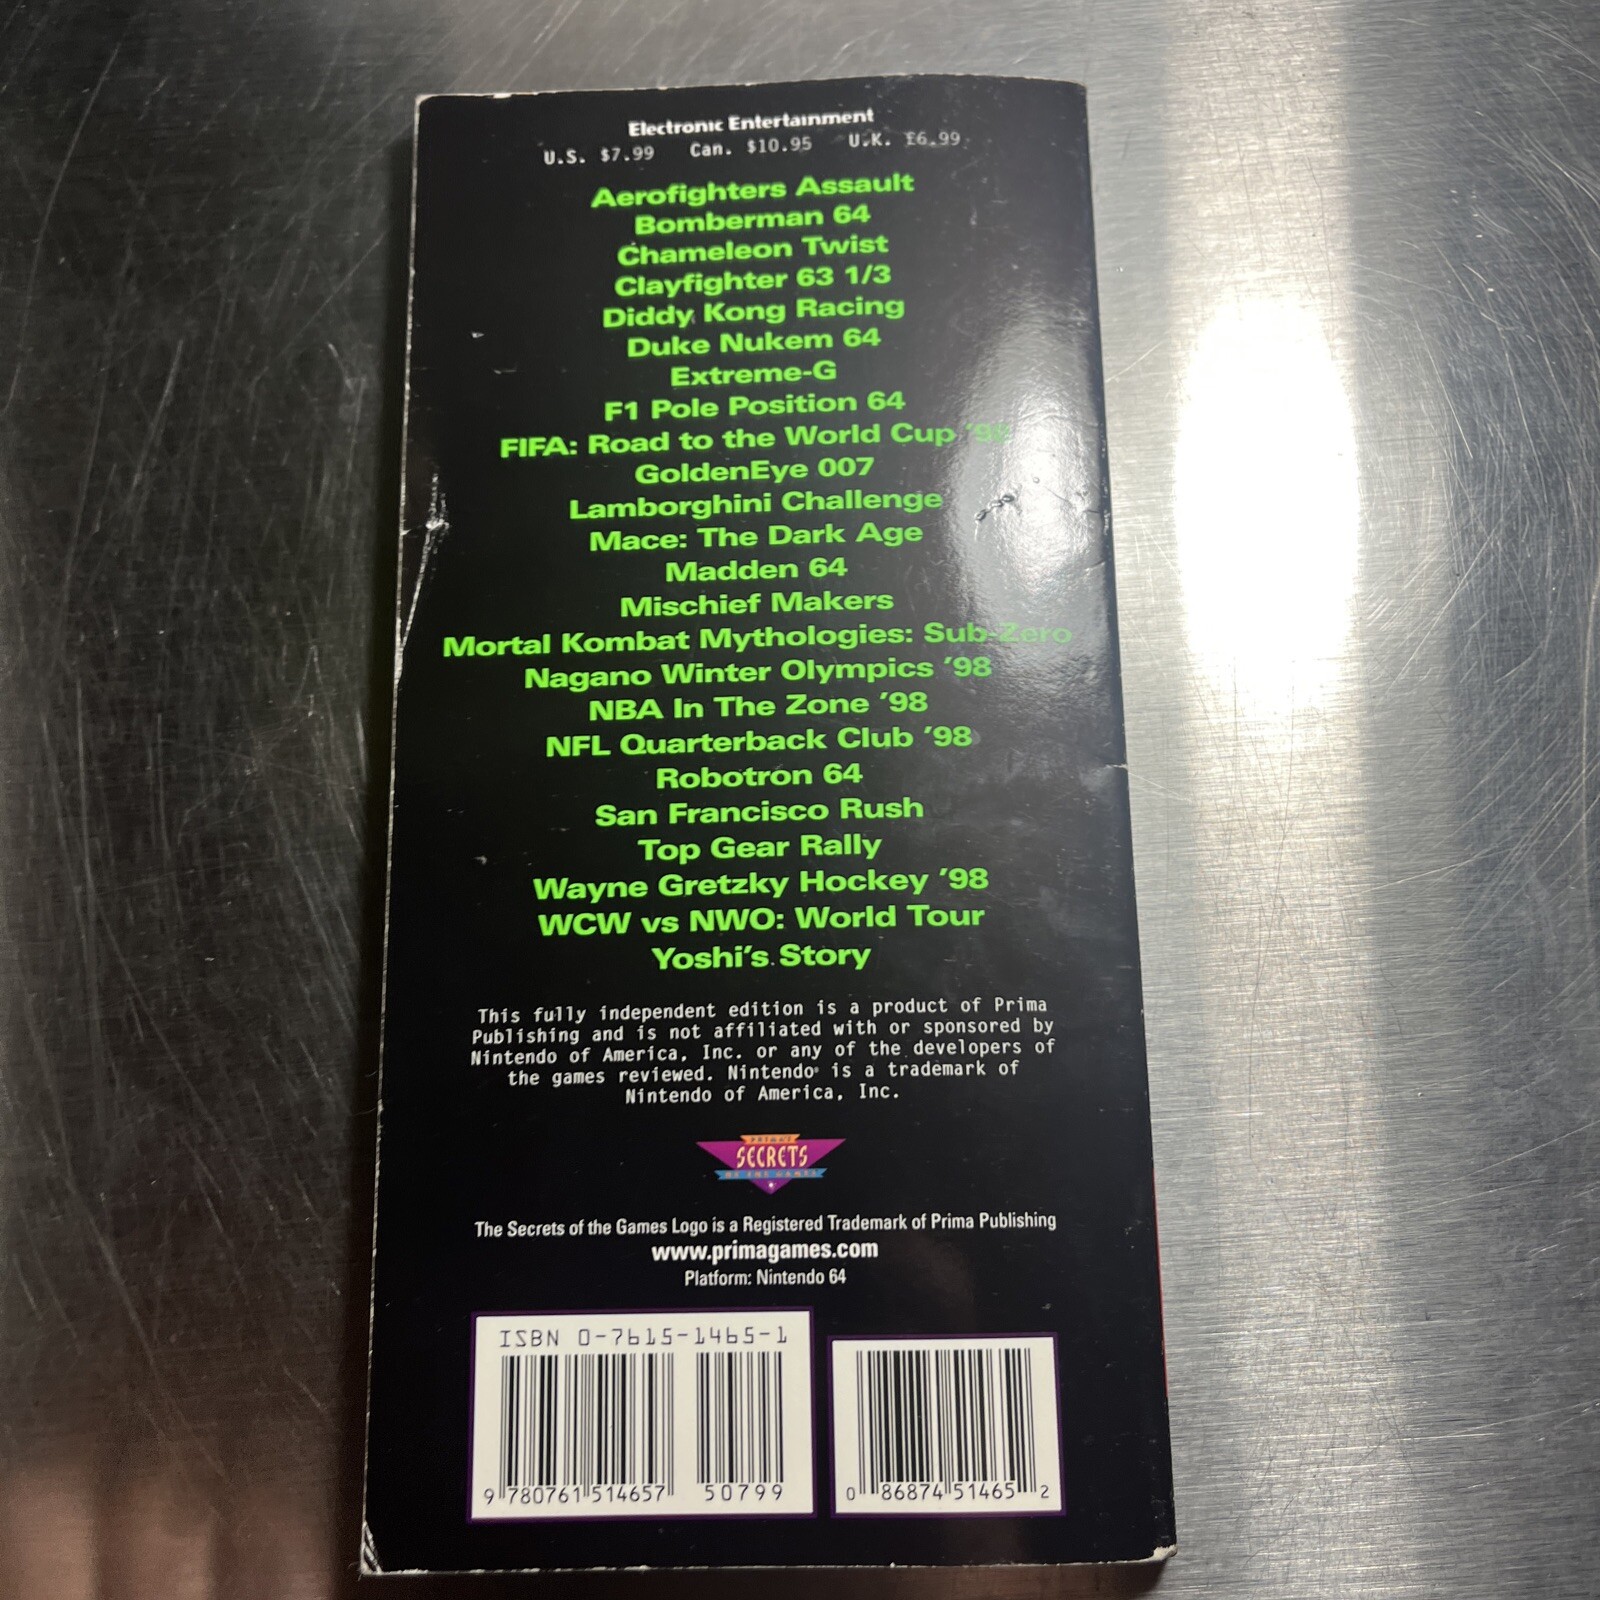 Electronic Entertainment
U.S. $7.99 Can. $10.95 U.K. £6.99
Aerofighters Assault
Bomberman 64
Chameleon Twist
Clayfighter 63 1/3
Diddy Kong Racing
Duke Nukem 64
Extreme-G
F1 Pole Position 64
FIFA: Road to the World Cup '98
GoldenEye 007
Lamborghini Challenge
Mace: The Dark Age
Madden 64
Mischief Makers
Mortal Kombat Mythologies: Sub-Zero
Nagano Winter Olympics '98
NBA In The Zone '98
NFL Quarterback Club '98
Robotron 64
San Francisco Rush
Top Gear Rally
Wayne Gretzky Hockey '98
WCW vs NWO: World Tour
Yoshi's Story
This fully independent edition is a product of Prima
Publishing and is not affiliated with or sponsored by
Nintendo of America, Inc. or any of the developers of
the games reviewed. Nintendo® is a trademark of
Nintendo of America, Inc.
PRIMA'S
SECRETS
OF THE GAMES
The Secrets of the Games Logo is a Registered Trademark of Prima Publishing
www.primagames.com
Platform: Nintendo 64
ISBN 0-7615-1465-1
9 780761 514657 50799
0 86874 51465 2